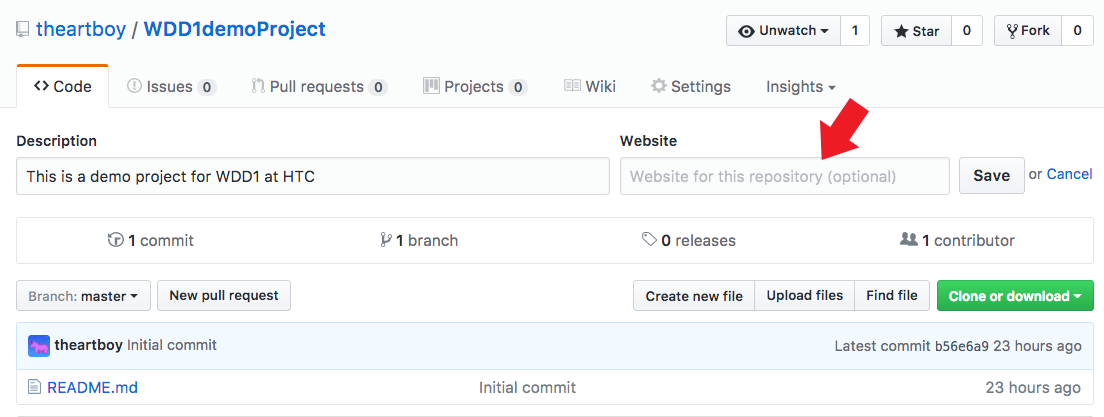 theartboy / WDD1demoProject Unwatch 1 Star 0 Fork 0
Code Issues 0 Pull requests 0 Projects 0 Wiki Settings Insights
Description Website
This is a demo project for WDD1 at HTC Website for this repository (optional) Save or Cancel
1 commit 1 branch 0 releases 1 contributor
Branch: master New pull request Create new file Upload files Find file Clone or download
theartboy Initial commit Latest commit b56e6a9 23 hours ago
README.md Initial commit 23 hours ago